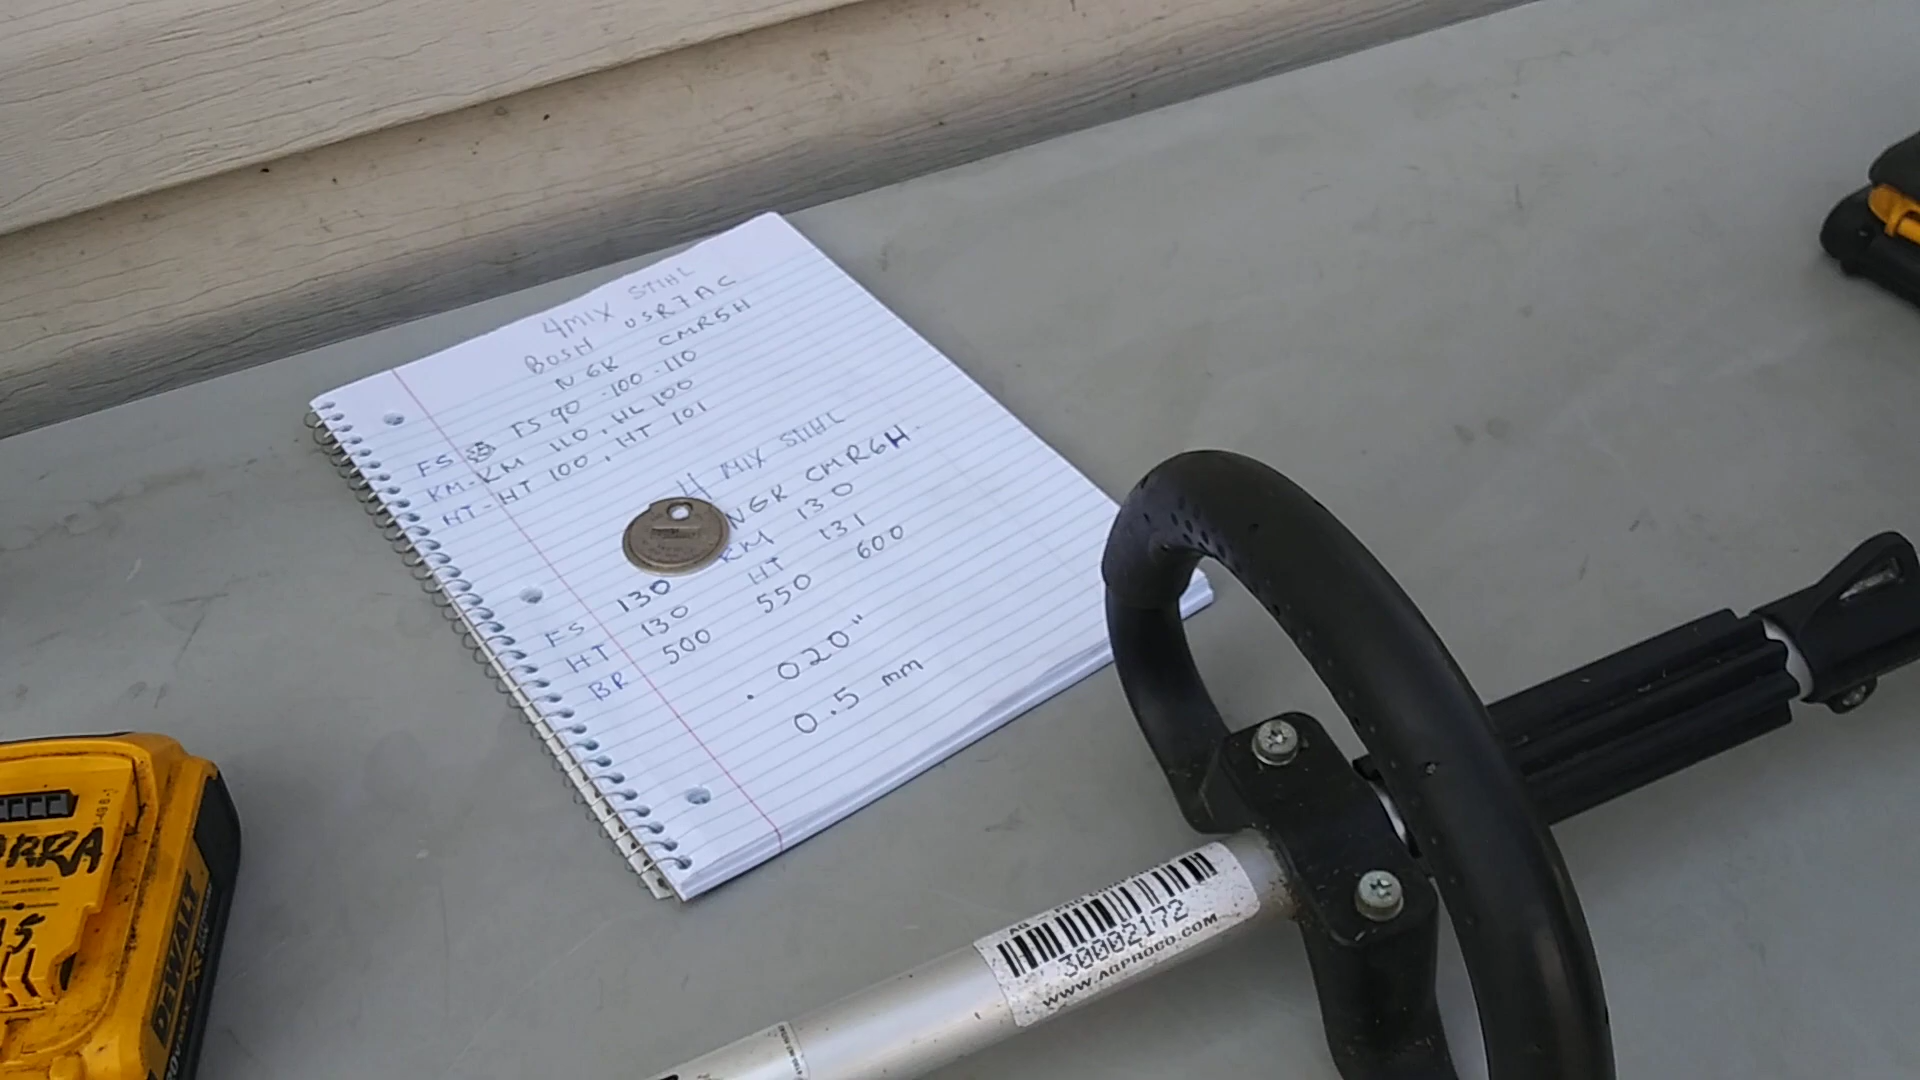 4MIX STIHL
BOSH USR7AC
NGK CMR5H
FS FS 90 -100 -110
KM-KM 110, HL 100
HT-HT 100, HT 101
4 MIX STIHL
NGK CMR6H.
FS 130 KM 130
HT 130 HT 131
BR 500 550 600
.020"
0.5 mm
30002172
WWW.AGPROCO.COM
DEWALT